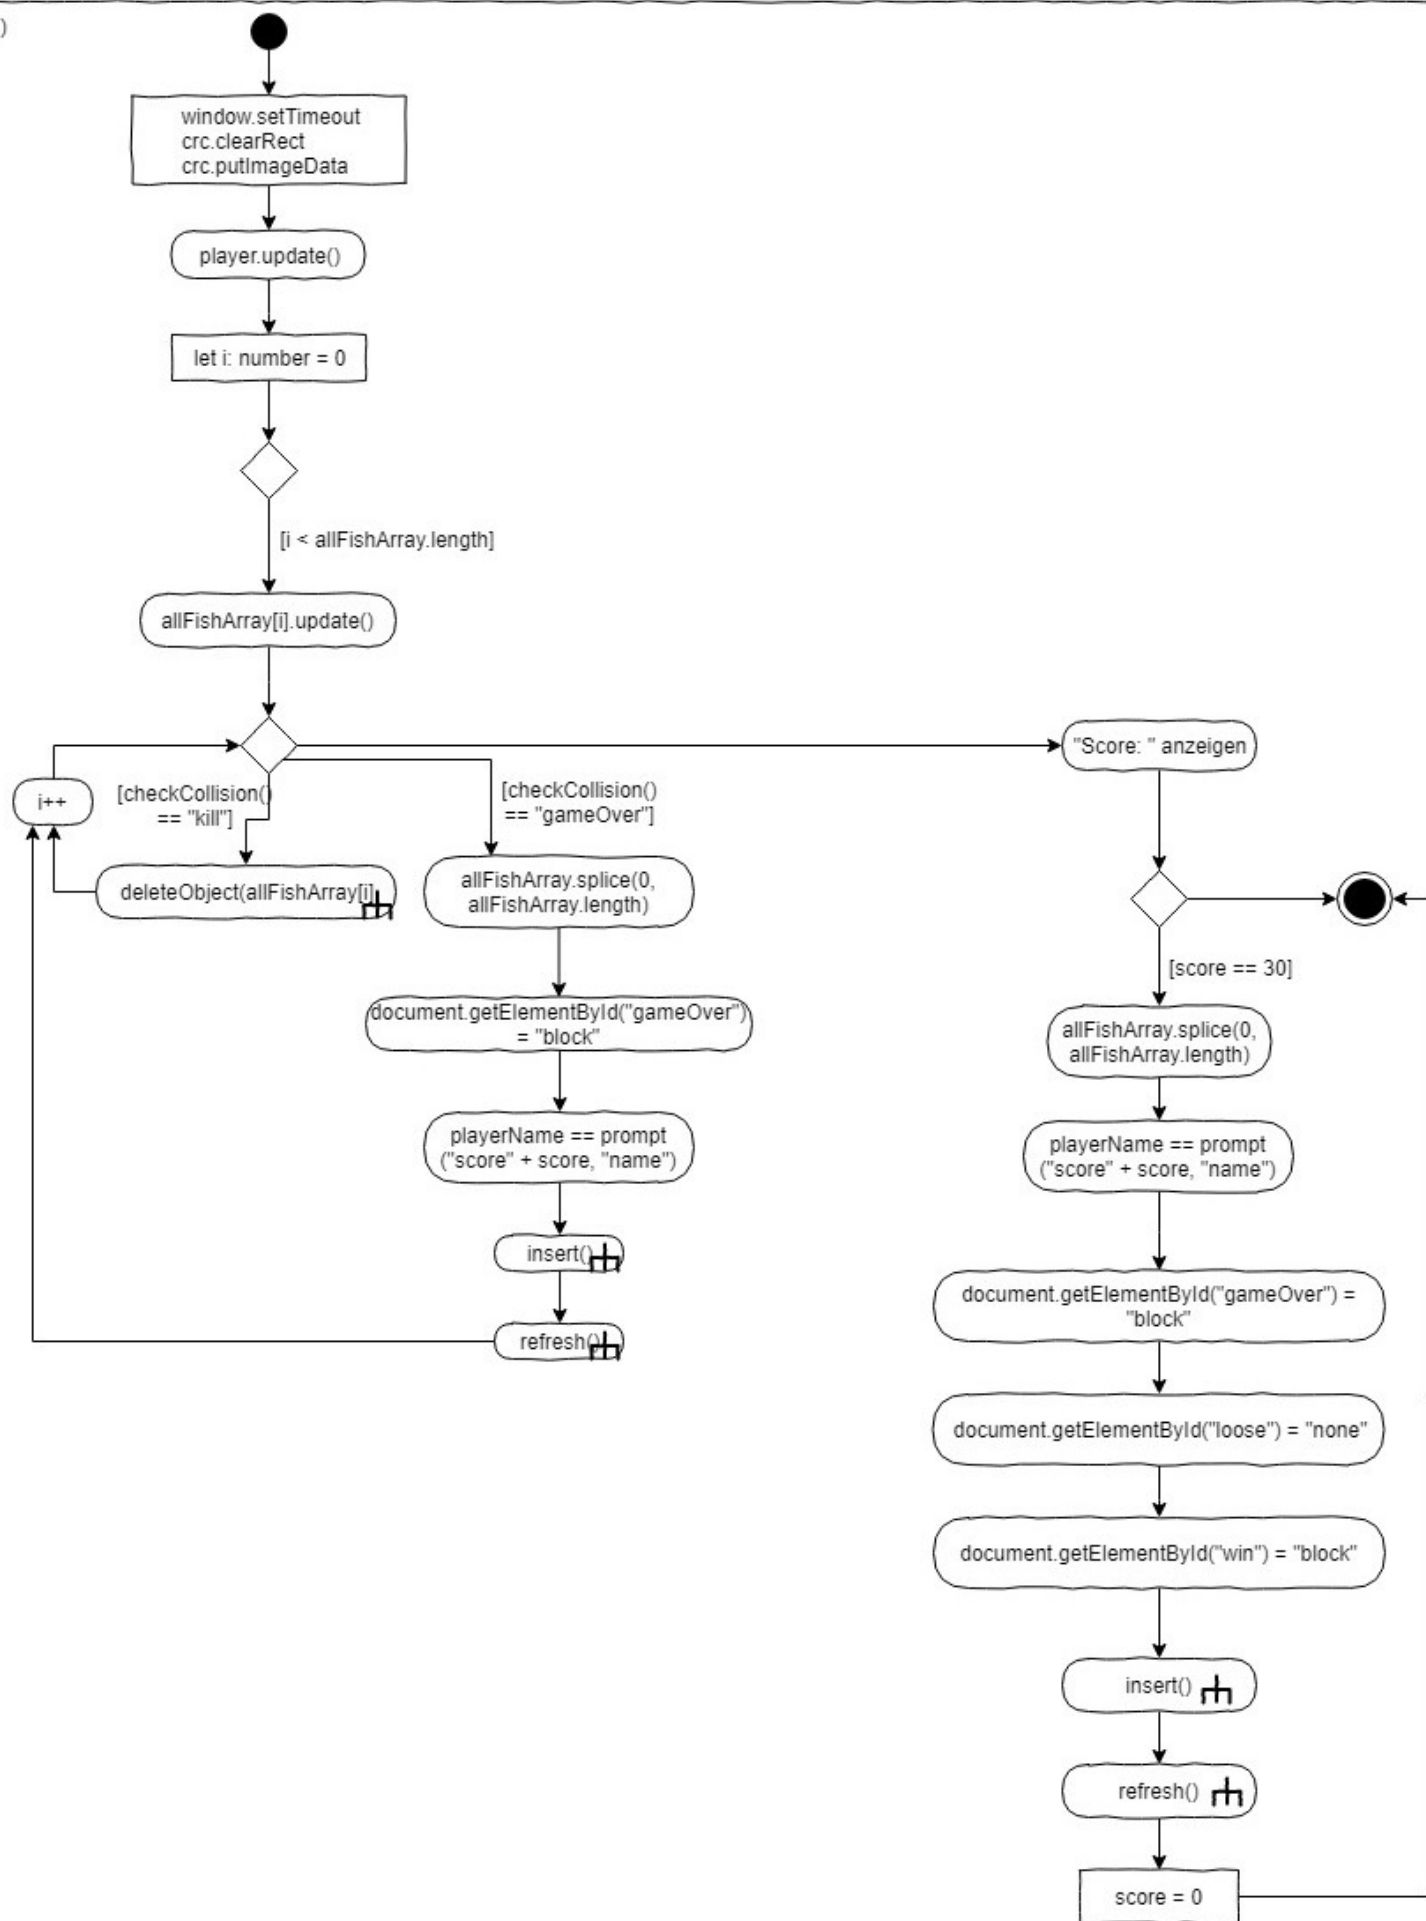 )
window.setTimeout
crc.clearRect
crc.putImageData
player.update()
let i: number = 0
[i < allFishArray.length]
allFishArray[i].update()
"Score: " anzeigen
i++
[checkCollision()
== "kill"]
[checkCollision()
== "gameOver"]
deleteObject(allFishArray[i]
allFishArray.splice(0,
allFishArray.length)
document.getElementById("gameOver")
= "block"
playerName == prompt
("score" + score, "name")
insert()
refresh()
[score == 30]
allFishArray.splice(0,
allFishArray.length)
playerName == prompt
("score" + score, "name")
document.getElementById("gameOver") =
"block"
document.getElementById("loose") = "none"
document.getElementById("win") = "block"
insert()
refresh()
score = 0